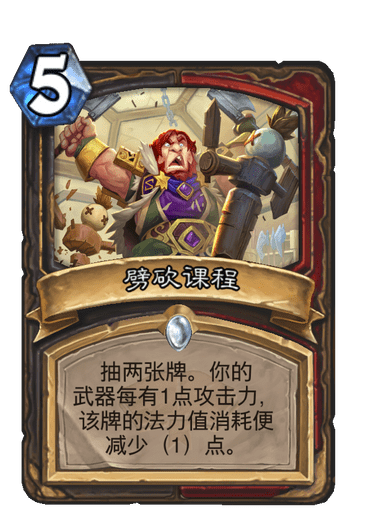 5
劈砍课程
抽两张牌。你的
武器每有1点攻击力，
该牌的法力值消耗便
减少（1）点。